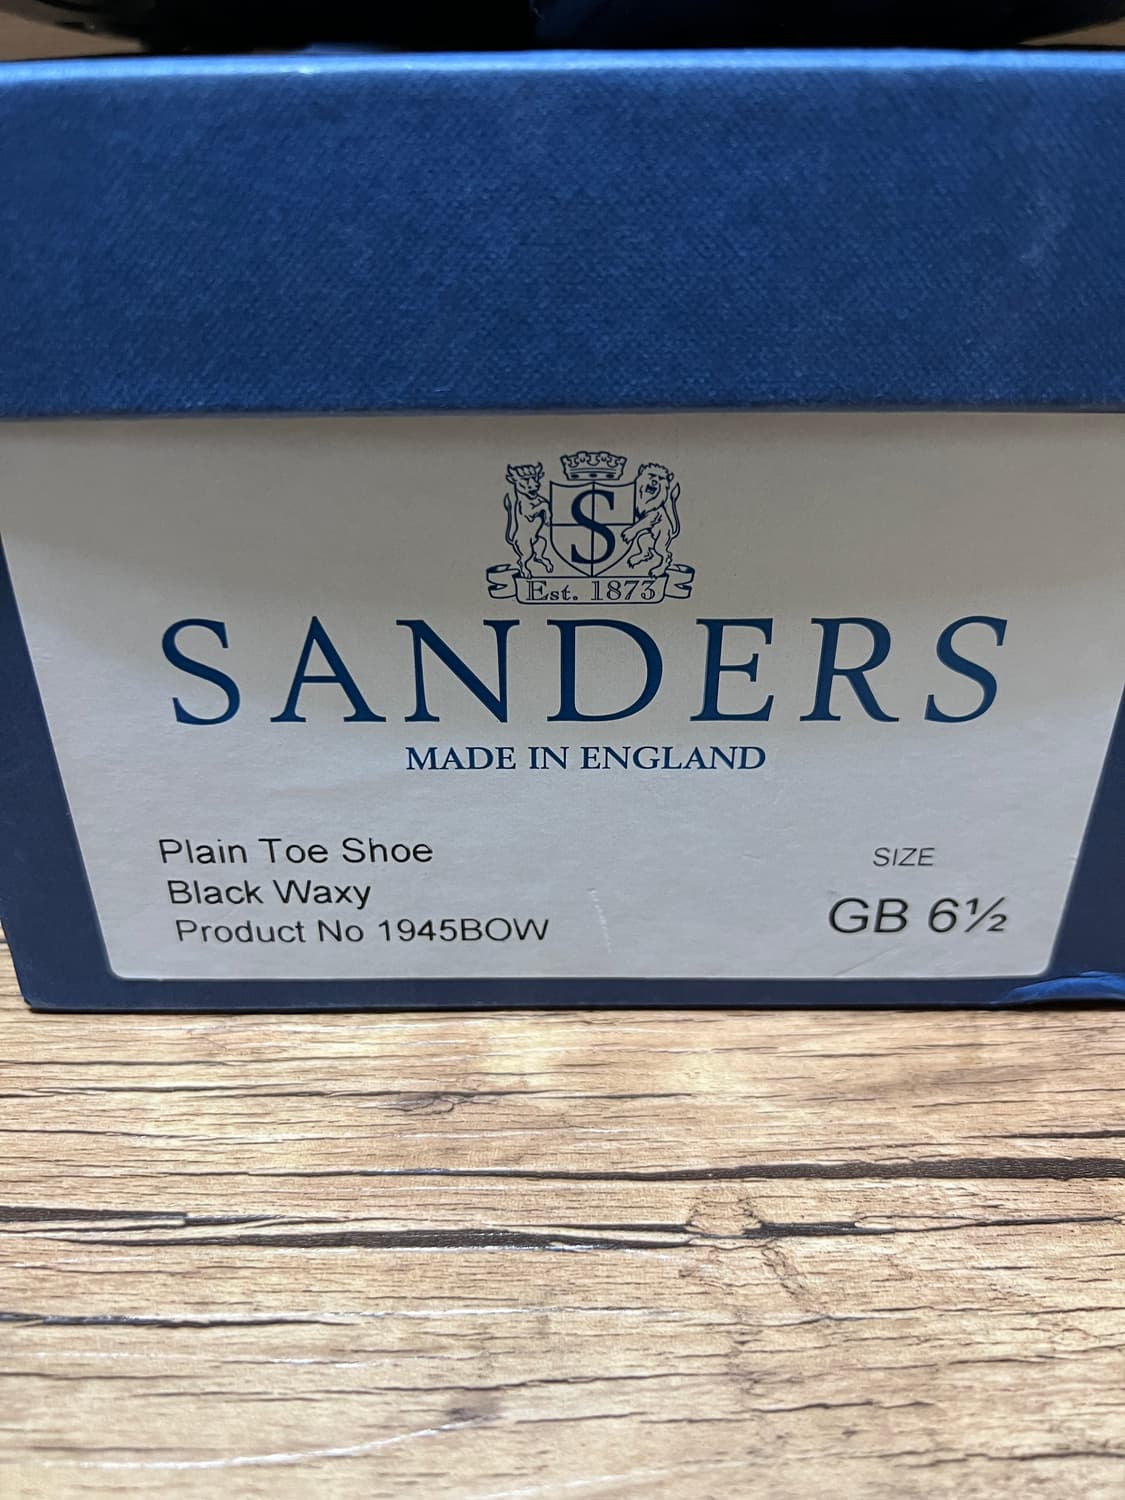 S
Est. 1873
SANDERS
MADE IN ENGLAND
Plain Toe Shoe
Black Waxy
Product No 1945BOW
SIZE
GB 6½